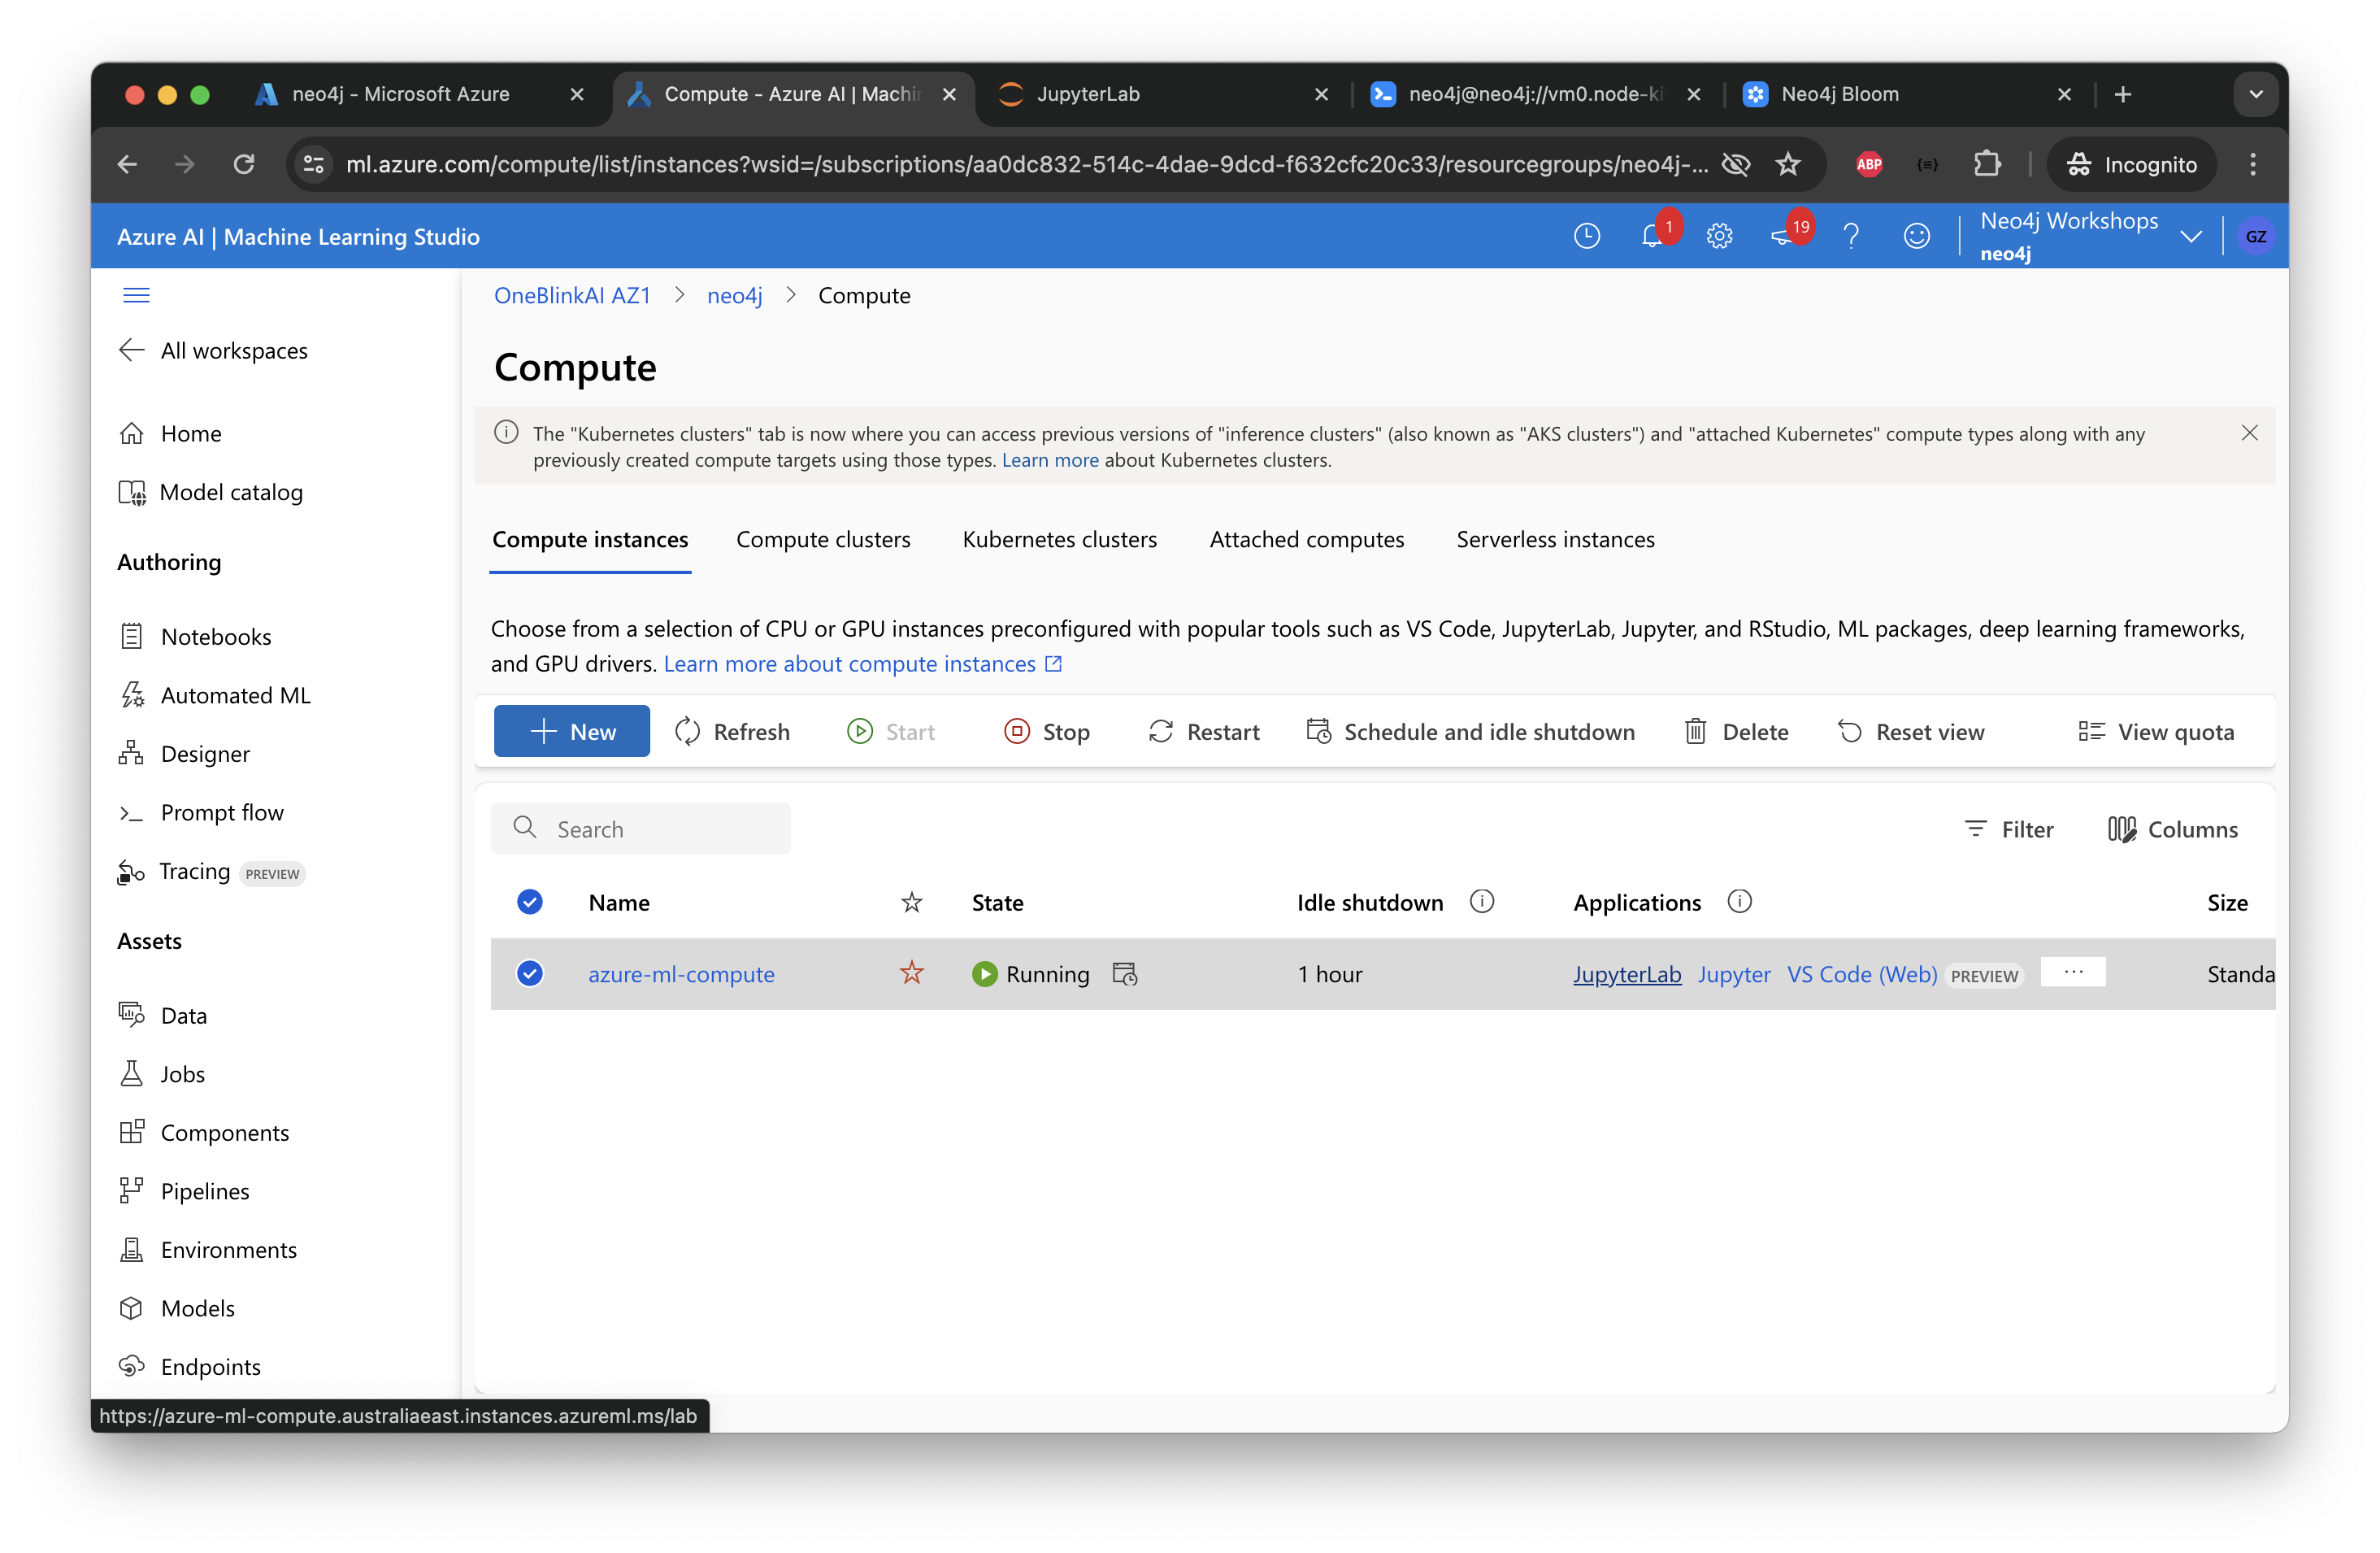 neo4j - Microsoft Azure
Compute - Azure AI | Machin
JupyterLab
neo4j@neo4j://vm0.node-ki
Neo4j Bloom
ml.azure.com/compute/list/instances?wsid=/subscriptions/aa0dc832-514c-4dae-9dcd-f632cfc20c33/resourcegroups/neo4j-...
ABP
Incognito
Azure AI | Machine Learning Studio
1
19
Neo4j Workshops
neo4j
GZ
All workspaces
Home
Model catalog
Authoring
Notebooks
Automated ML
Designer
Prompt flow
Tracing PREVIEW
Assets
Data
Jobs
Components
Pipelines
Environments
Models
Endpoints
OneBlinkAI AZ1 > neo4j > Compute
Compute
The "Kubernetes clusters" tab is now where you can access previous versions of "inference clusters" (also known as "AKS clusters") and "attached Kubernetes" compute types along with any
previously created compute targets using those types. Learn more about Kubernetes clusters.
Compute instances Compute clusters Kubernetes clusters Attached computes Serverless instances
Choose from a selection of CPU or GPU instances preconfigured with popular tools such as VS Code, JupyterLab, Jupyter, and RStudio, ML packages, deep learning frameworks,
and GPU drivers. Learn more about compute instances
New Refresh Start Stop Restart Schedule and idle shutdown Delete Reset view View quota
Search Filter Columns
Name State Idle shutdown Applications Size
azure-ml-compute Running 1 hour JupyterLab Jupyter VS Code (Web) PREVIEW ... Standa
https://azure-ml-compute.australiaeast.instances.azureml.ms/lab